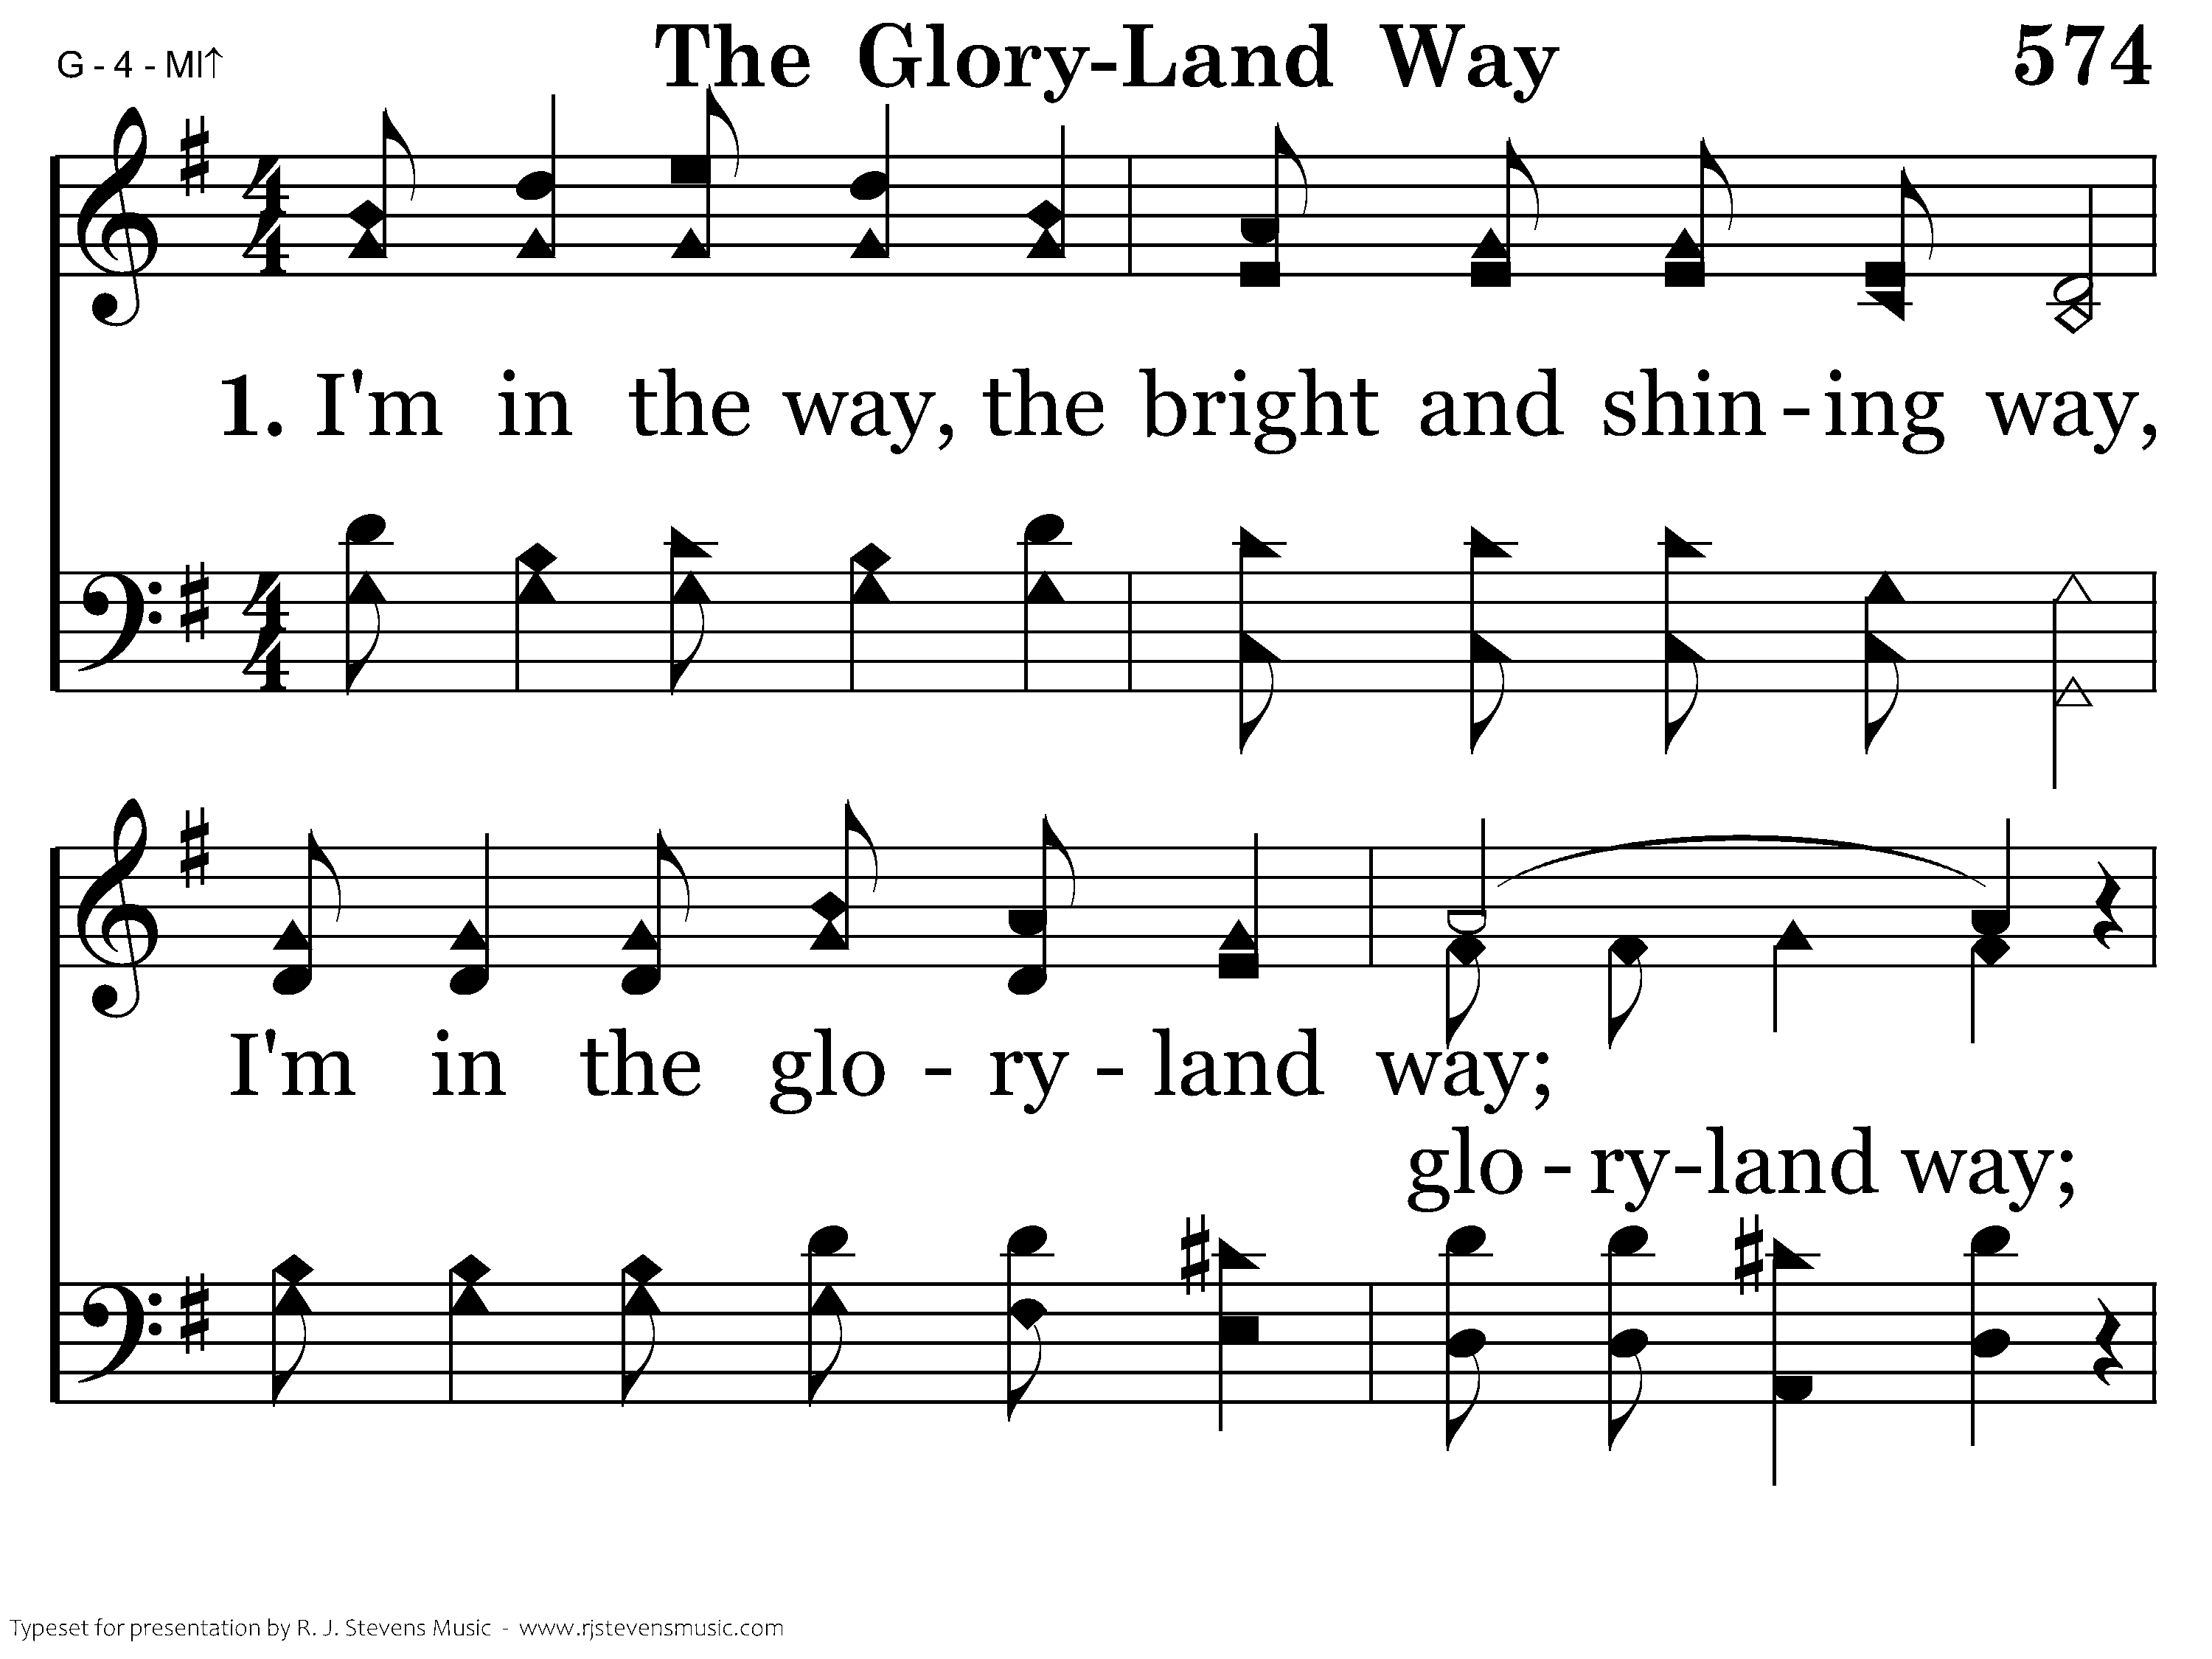 G - 4 - MI↑
The Glory-Land Way
574
1. I'm in the way, the bright and shin - ing way,
I'm in the glo - ry - land way;
glo - ry - land way;
Typeset for presentation by R. J. Stevens Music - www.rjstevensmusic.com